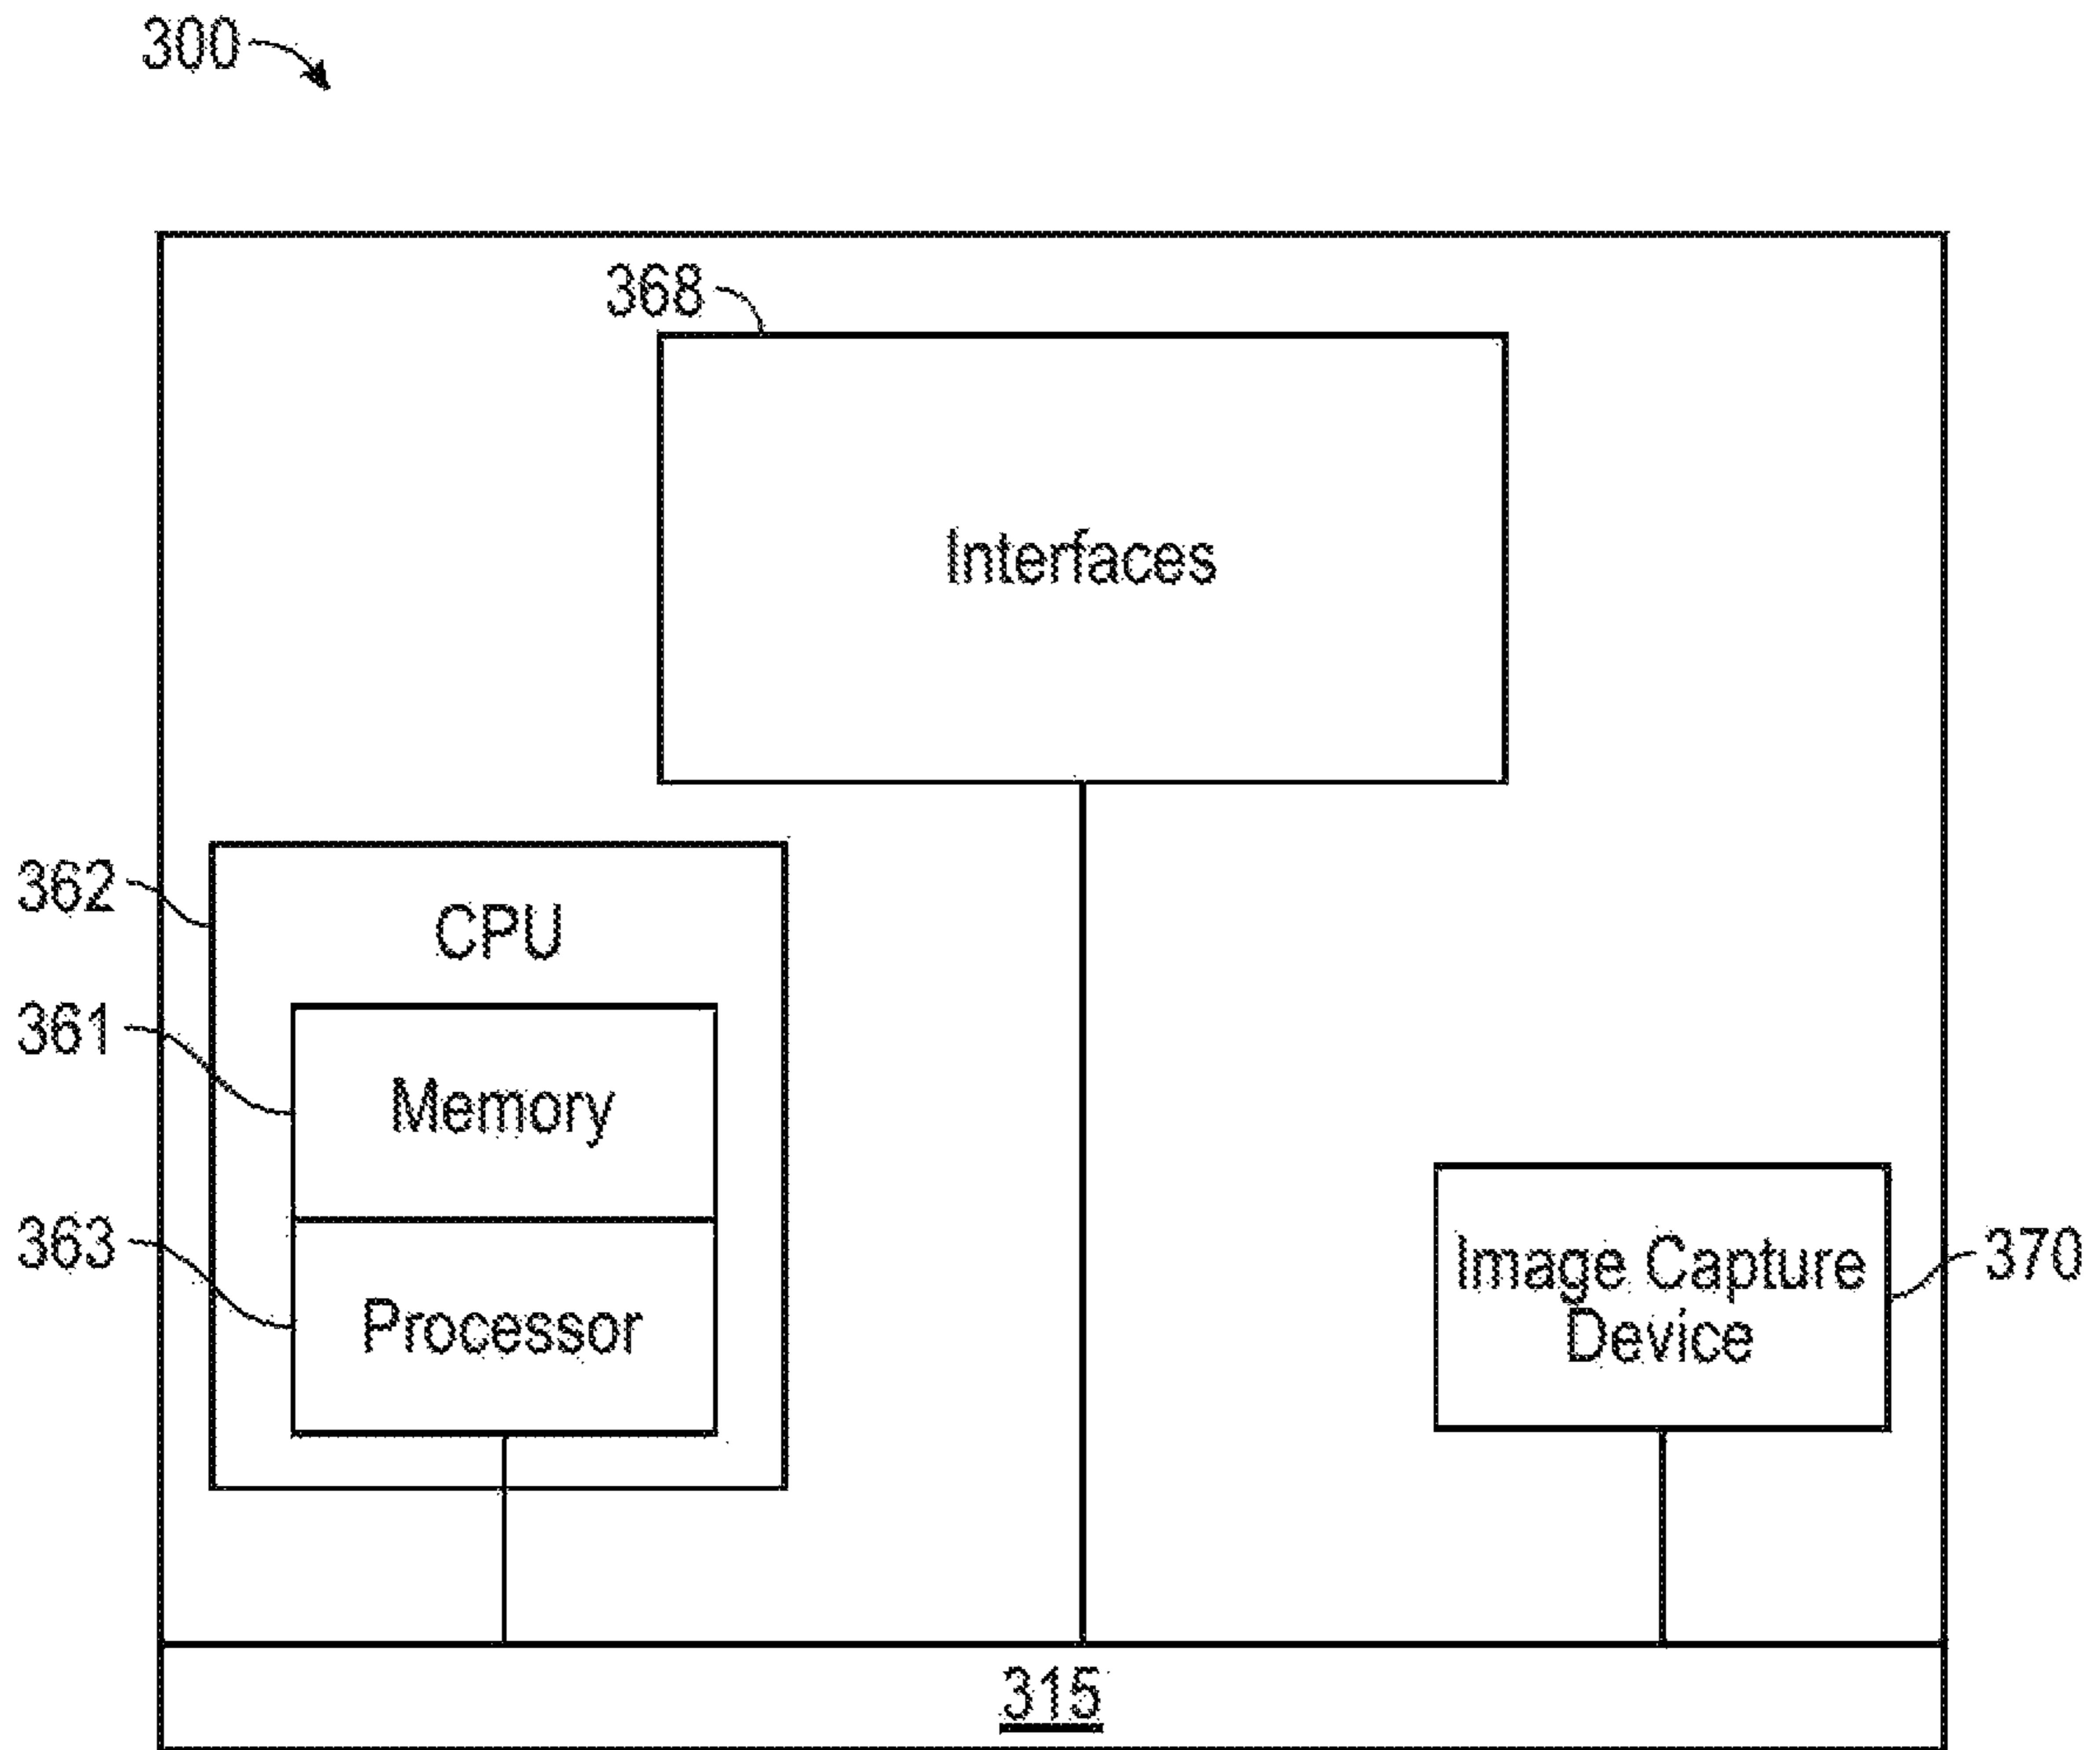 300
368
Interfaces
362
CPU
361
Memory
363
Processor
Image Capture
Device
370
315